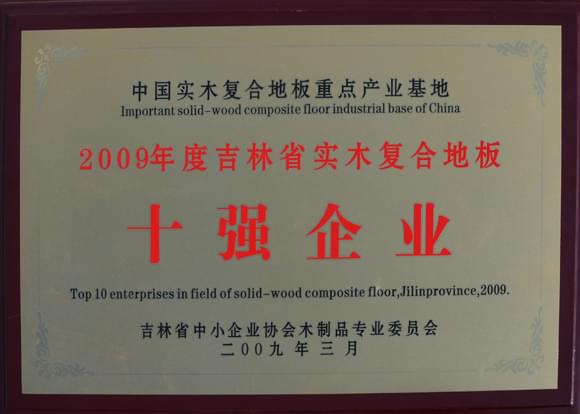 中国实木复合地板重点产业基地
Important solid-wood composite floor industrial base of China
2009年度吉林省实木复合地板
十强企业
Top 10 enterprises in field of solid-wood composite floor,Jilinprovince,2009.
吉林省中小企业协会木制品专业委员会
二00九年三月